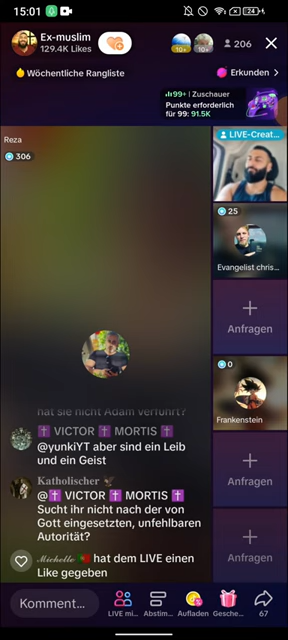 15:01
24
Ex-muslim
129.4K Likes
10+
10+
206
Wöchentliche Rangliste
Erkunden >
99+ | Zuschauer
Punkte erforderlich
für 99: 91.5K
Reza
306
LIVE-Creat...
25
Evangelist chris...
Anfragen
0
Frankenstein
Anfragen
Anfragen
hat sie nicht Adam verführt?
✝️ VICTOR ✝️ MORTIS ✝️
@yunkiYT aber sind ein Leib
und ein Geist
Katholischer
@✝️ VICTOR ✝️ MORTIS ✝️
Sucht ihr nicht nach der von
Gott eingesetzten, unfehlbaren
Autorität?
Michelle 🇵🇹 hat dem LIVE einen
Like gegeben
Komment...
LIVE mi...
Abstim...
Aufladen
Gesche...
67